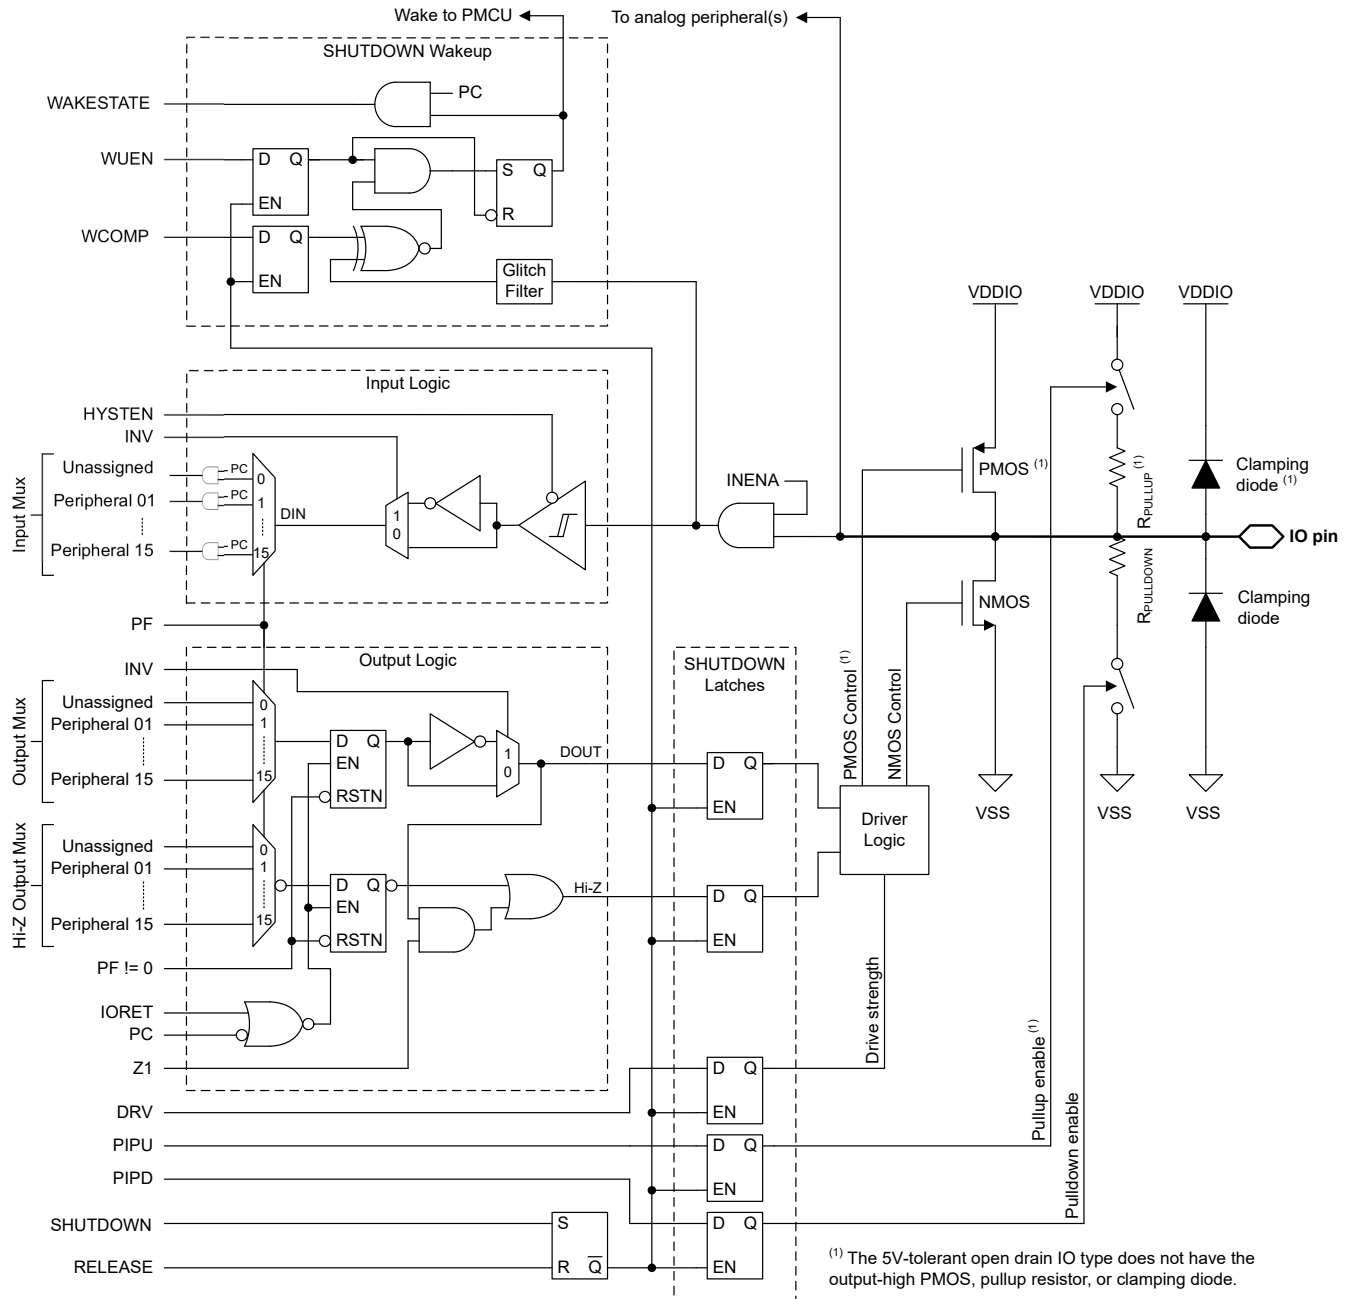 Wake to PMCU
To analog peripheral(s)
SHUTDOWN Wakeup
WAKESTATE
PC
WUEN
D Q
EN
S Q
R
WCOMP
D Q
EN
Glitch
Filter
VDDIO
VDDIO
VDDIO
Input Logic
HYSTEN
INV
Input Mux
Unassigned
PC
0
Peripheral 01
PC
1
DIN
1
0
Peripheral 15
PC
15
INENA
PMOS (1)
RPULLUP (1)
Clamping
diode (1)
IO pin
RPULLDOWN
NMOS
Clamping
diode
PF
Output Logic
INV
SHUTDOWN
Latches
PMOS Control (1)
NMOS Control
Output Mux
Unassigned
0
Peripheral 01
1
Peripheral 15
15
D Q
EN
RSTN
1
0
DOUT
D Q
EN
Driver
Logic
VSS
VSS
VSS
Hi-Z Output Mux
Unassigned
0
Peripheral 01
1
Peripheral 15
15
D Q
EN
RSTN
Hi-Z
D Q
EN
PF != 0
IORET
PC
Z1
Drive strength
D Q
EN
DRV
PIPU
D Q
EN
Pullup enable (1)
Pulldown enable
PIPD
SHUTDOWN
S
D Q
EN
RELEASE
R Q
(1) The 5V-tolerant open drain IO type does not have the
output-high PMOS, pullup resistor, or clamping diode.